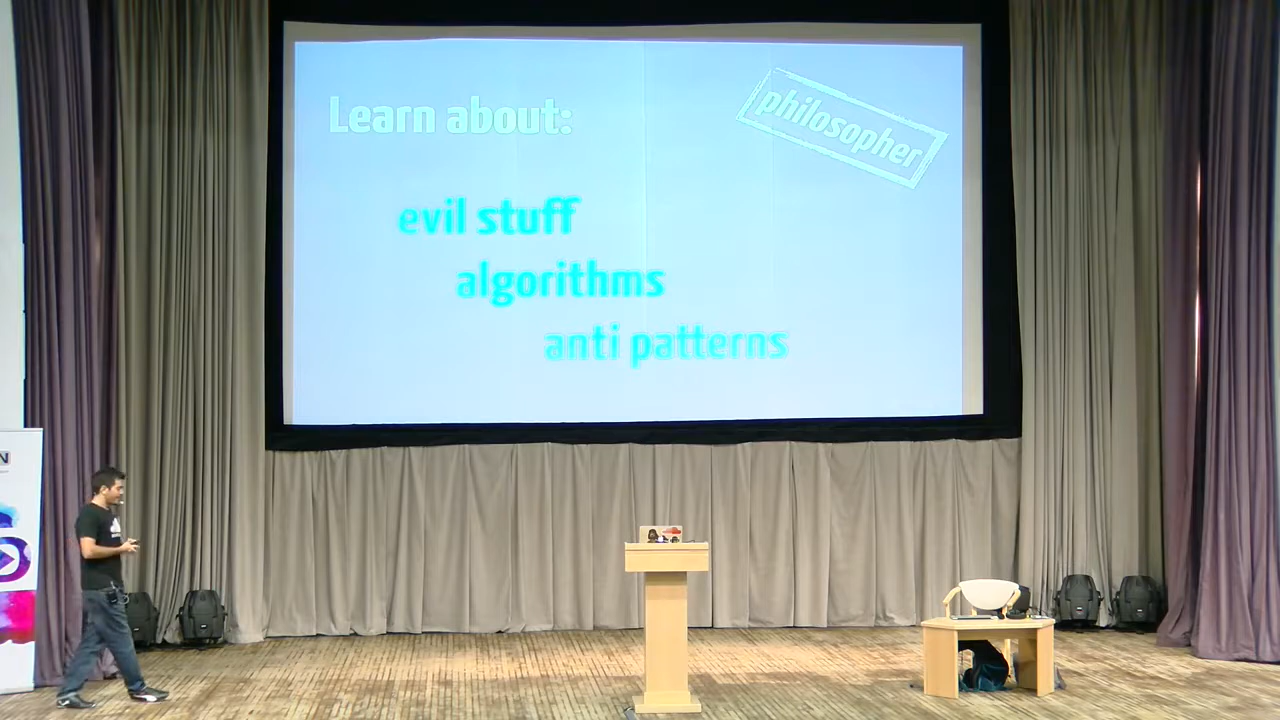 Learn about:
philosopher
evil stuff
algorithms
anti patterns
N